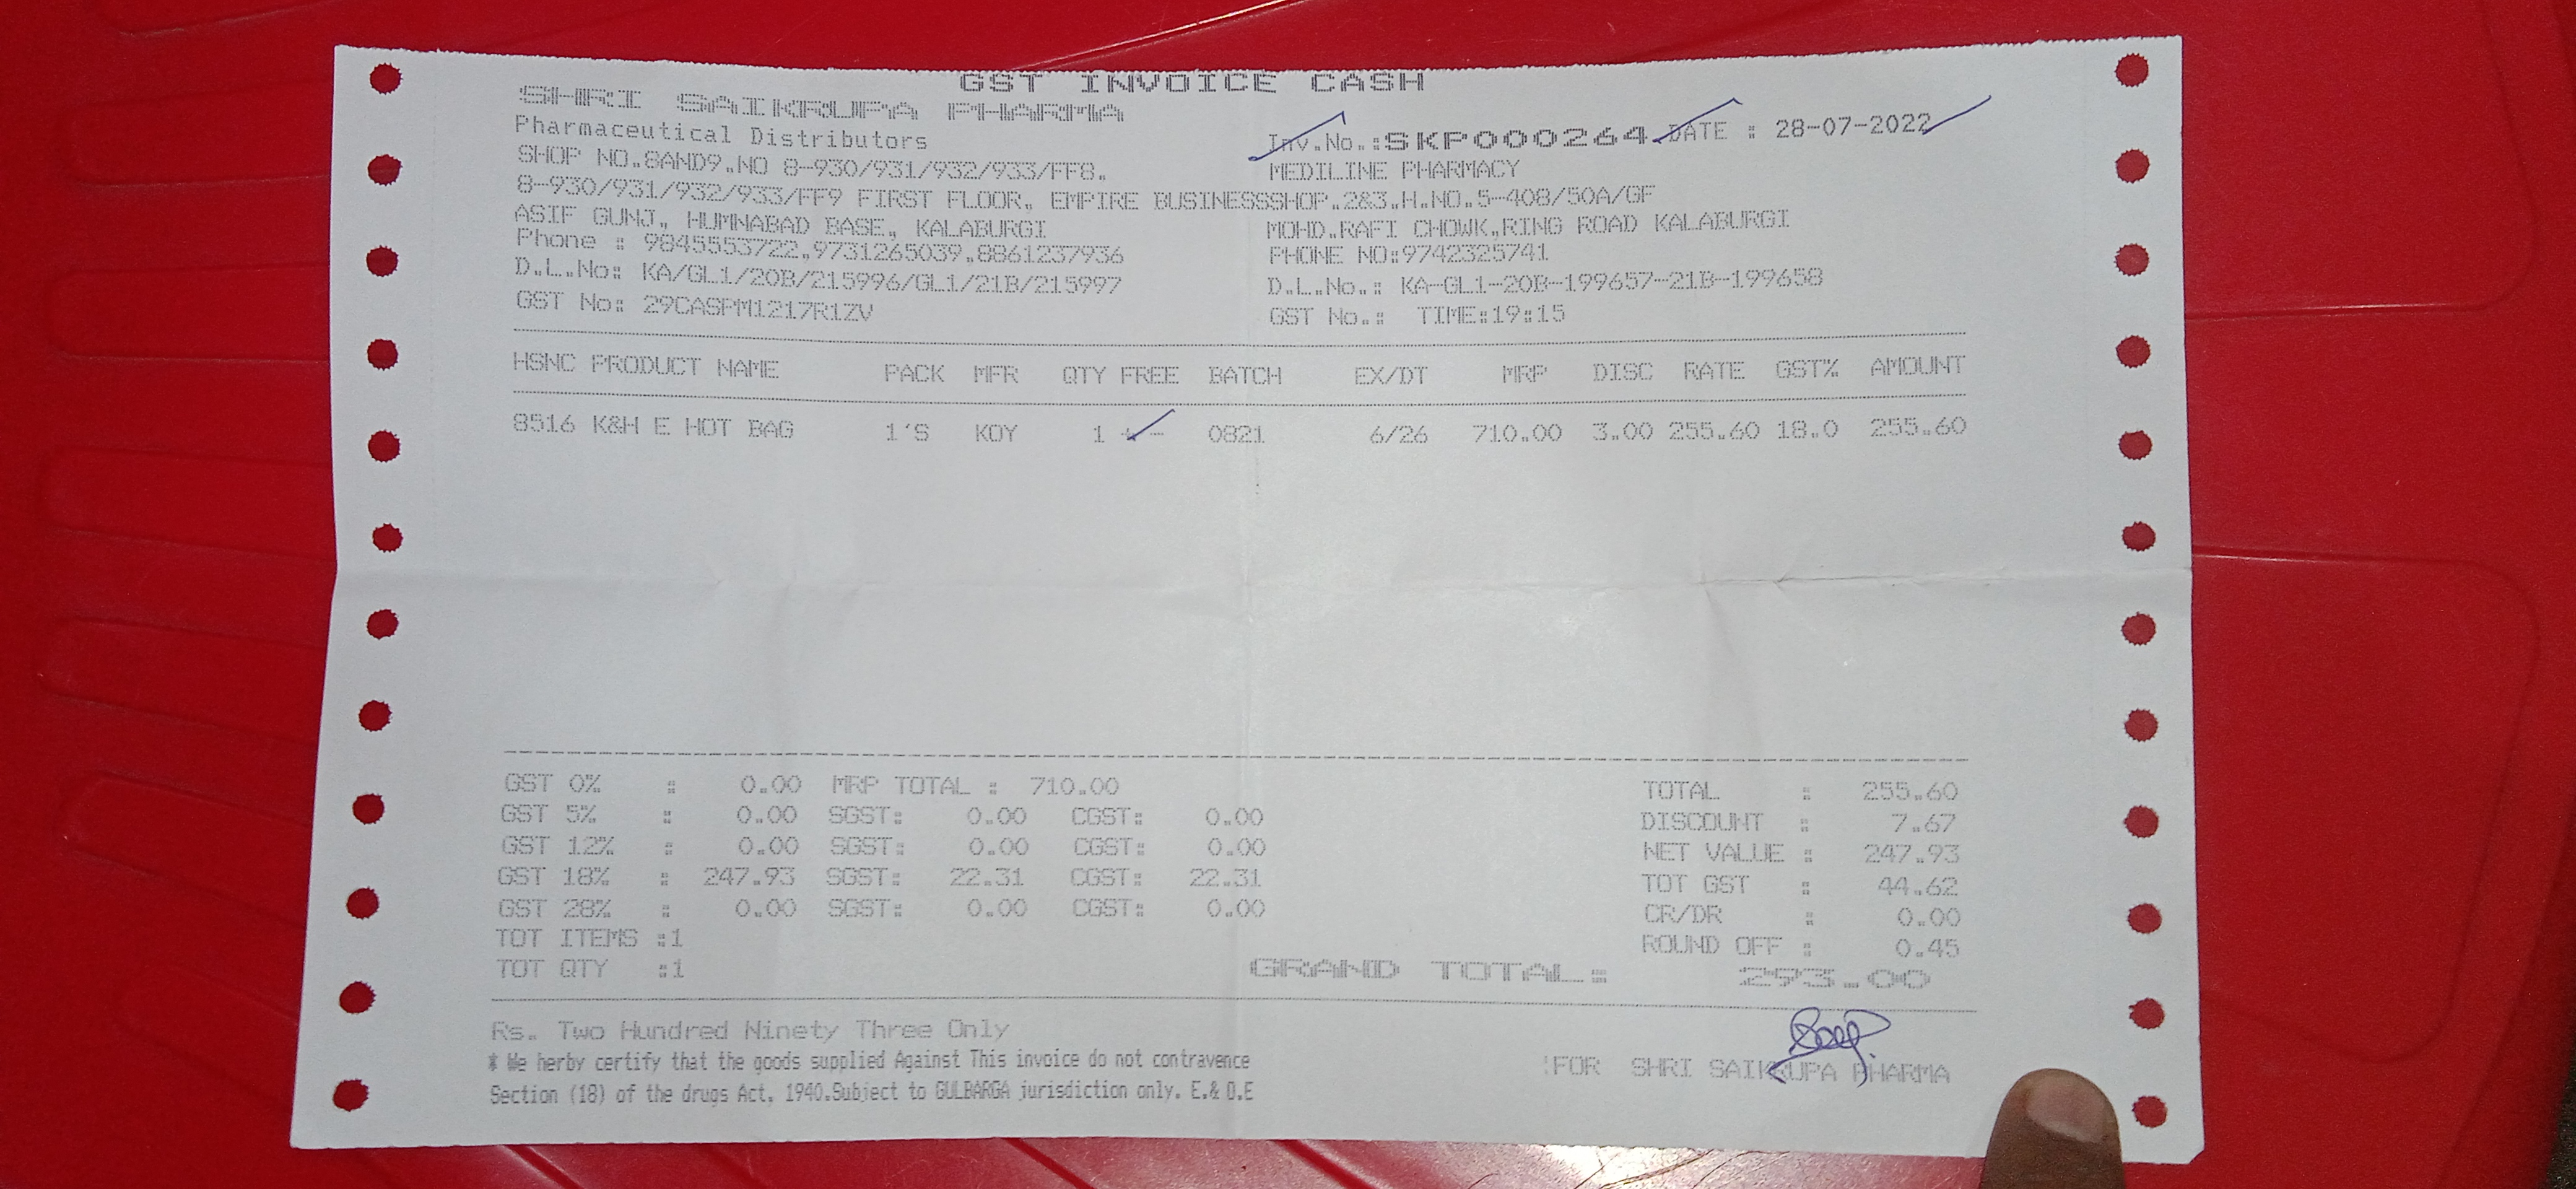 GST INVOICE CASH
SHRI SAIKRUPA PHARMA
Pharmaceutical Distributors
Inv.No.:SKP000264 DATE : 28-07-2022
SHOP NO.8AND9.NO 8-930/931/932/933/FF8. MEDILINE PHARMACY
8-930/931/932/933/FF9 FIRST FLOOR, EMPIRE BUSINESSSHOP.2&3.H.NO.5-408/50A/GF
ASIF GUNJ, HUMNABAD BASE, KALABURGI MOHD.RAFI CHOWK,RING ROAD KALABURGI
Phone : 9845553722,9731265039.8861237936 PHONE NO:9742325741
D.L.No: KA/GL1/20B/215996/GL1/21B/215997 D.L.No.: KA-GL1-20B-199657-21B-199658
GST No: 29CASPM1217R1ZV GST No.: TIME:19:15
HSNC PRODUCT NAME PACK MFR QTY FREE BATCH EX/DT MRP DISC RATE GST% AMOUNT
8516 K&H E HOT BAG 1'S KOY 1 - 0821 6/26 710.00 3.00 255.60 18.0 255.60
GST 0% : 0.00 MRP TOTAL : 710.00 TOTAL : 255.60
GST 5% : 0.00 SGST: 0.00 CGST: 0.00 DISCOUNT : 7.67
GST 12% : 0.00 SGST: 0.00 CGST: 0.00 NET VALUE : 247.93
GST 18% : 247.93 SGST: 22.31 CGST: 22.31 TOT GST : 44.62
GST 28% : 0.00 SGST: 0.00 CGST: 0.00 CR/DR : 0.00
TOT ITEMS :1 ROUND OFF : 0.45
TOT QTY :1 GRAND TOTAL: 293.00
Rs. Two Hundred Ninety Three Only
* We herby certify that the goods supplied Against This invoice do not contravence
Section (18) of the drugs Act, 1940.Subject to GULBARGA jurisdiction only. E.& O.E
FOR SHRI SAIKRUPA PHARMA